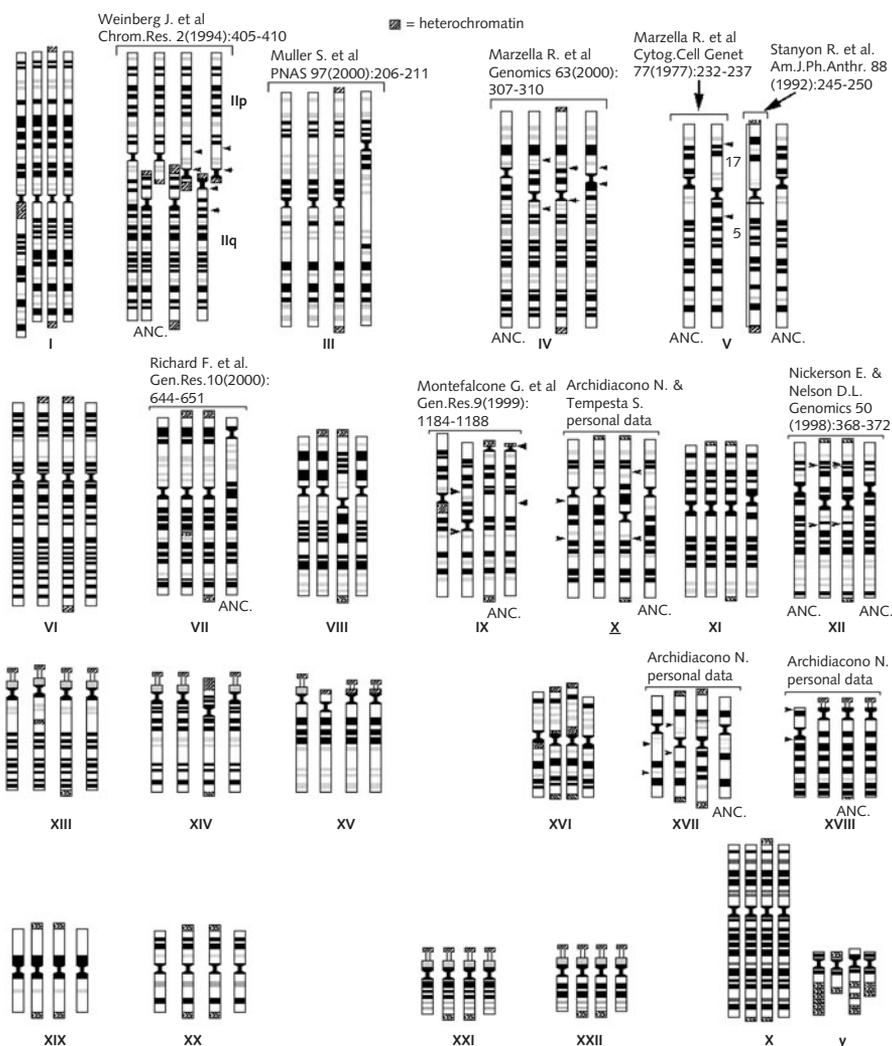 Weinberg J. et al
Chrom.Res. 2(1994):405-410
= heterochromatin
Muller S. et al
PNAS 97(2000):206-211
Marzella R. et al
Genomics 63(2000):
307-310
Marzella R. et al
Cytog.Cell Genet
77(1977):232-237
Stanyon R. et al.
Am.J.Ph.Anthr. 88
(1992):245-250
IIp
IIq
17
5
ANC.
ANC.
ANC.
ANC.
I
III
IV
V
Richard F. et al.
Gen.Res.10(2000):
644-651
Montefalcone G. et al
Gen.Res.9(1999):
1184-1188
Archidiacono N. &
Tempesta S.
personal data
Nickerson E. &
Nelson D.L.
Genomics 50
(1998):368-372
ANC.
ANC.
ANC.
ANC.
ANC.
VI
VII
VIII
IX
X
XI
XII
Archidiacono N.
personal data
Archidiacono N.
personal data
ANC.
ANC.
XIII
XIV
XV
XVI
XVII
XVIII
XIX
XX
XXI
XXII
X
y